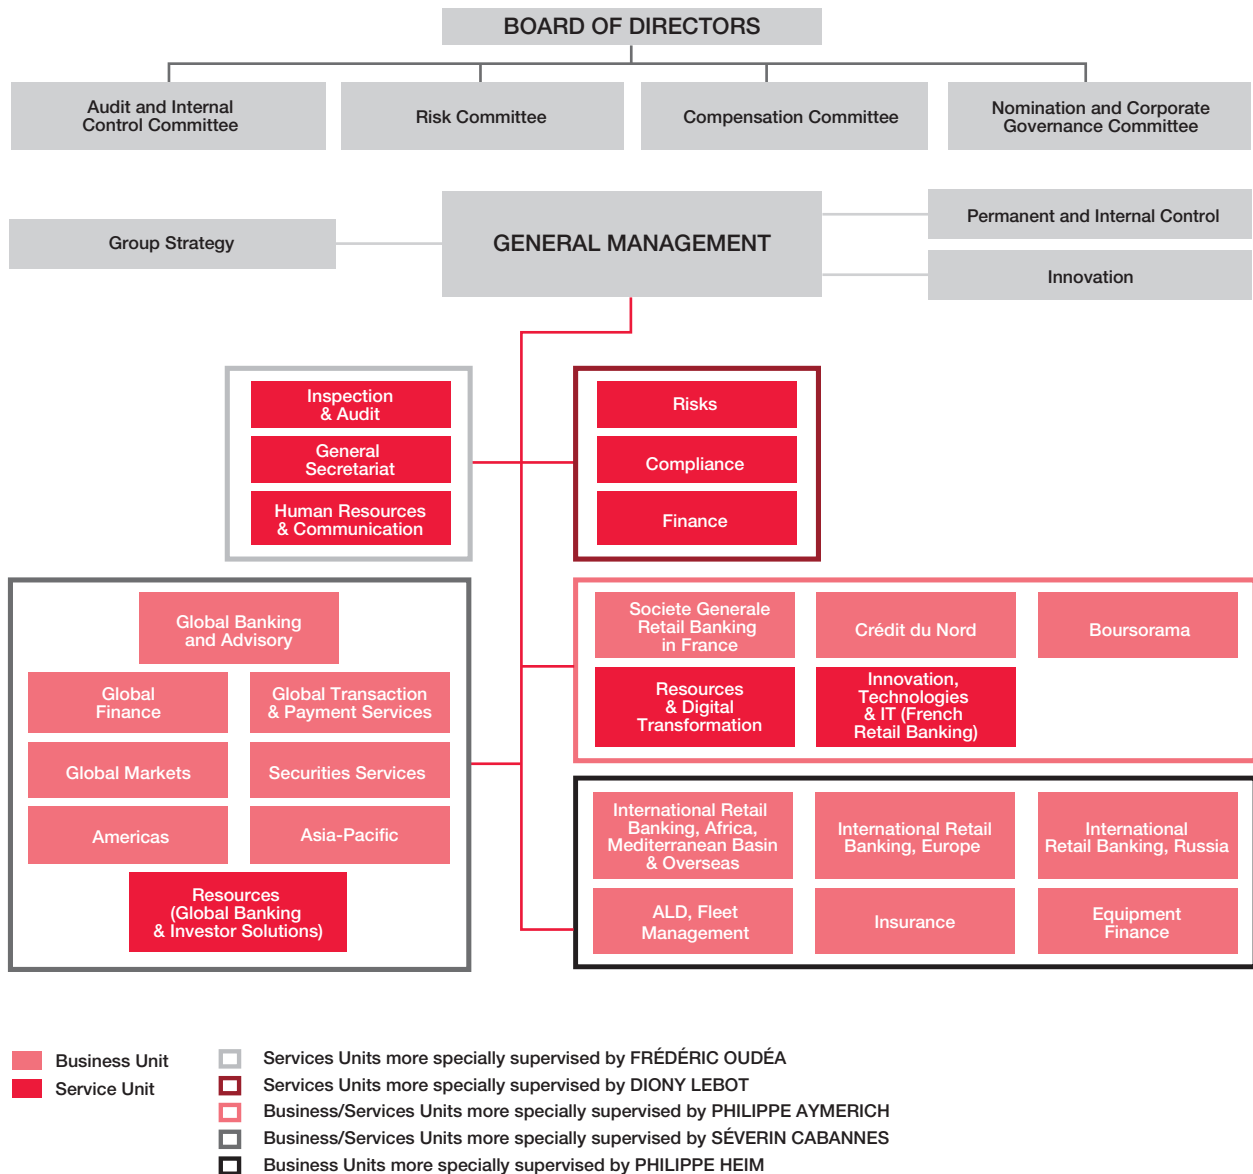 BOARD OF DIRECTORS
Audit and Internal
Control Committee
Risk Committee
Compensation Committee
Nomination and Corporate
Governance Committee
Group Strategy
GENERAL MANAGEMENT
Permanent and Internal Control
Innovation
Inspection
& Audit
General
Secretariat
Human Resources
& Communication
Risks
Compliance
Finance
Global Banking
and Advisory
Global
Finance
Global Transaction
& Payment Services
Global Markets
Securities Services
Americas
Asia-Pacific
Resources
(Global Banking
& Investor Solutions)
Societe Generale
Retail Banking
in France
Crédit du Nord
Boursorama
Resources
& Digital
Transformation
Innovation,
Technologies
& IT (French
Retail Banking)
International Retail
Banking, Africa,
Mediterranean Basin
& Overseas
International Retail
Banking, Europe
International
Retail Banking, Russia
ALD, Fleet
Management
Insurance
Equipment
Finance
Business Unit
Service Unit
Services Units more specially supervised by FRÉDÉRIC OUDÉA
Services Units more specially supervised by DIONY LEBOT
Business/Services Units more specially supervised by PHILIPPE AYMERICH
Business/Services Units more specially supervised by SÉVERIN CABANNES
Business Units more specially supervised by PHILIPPE HEIM